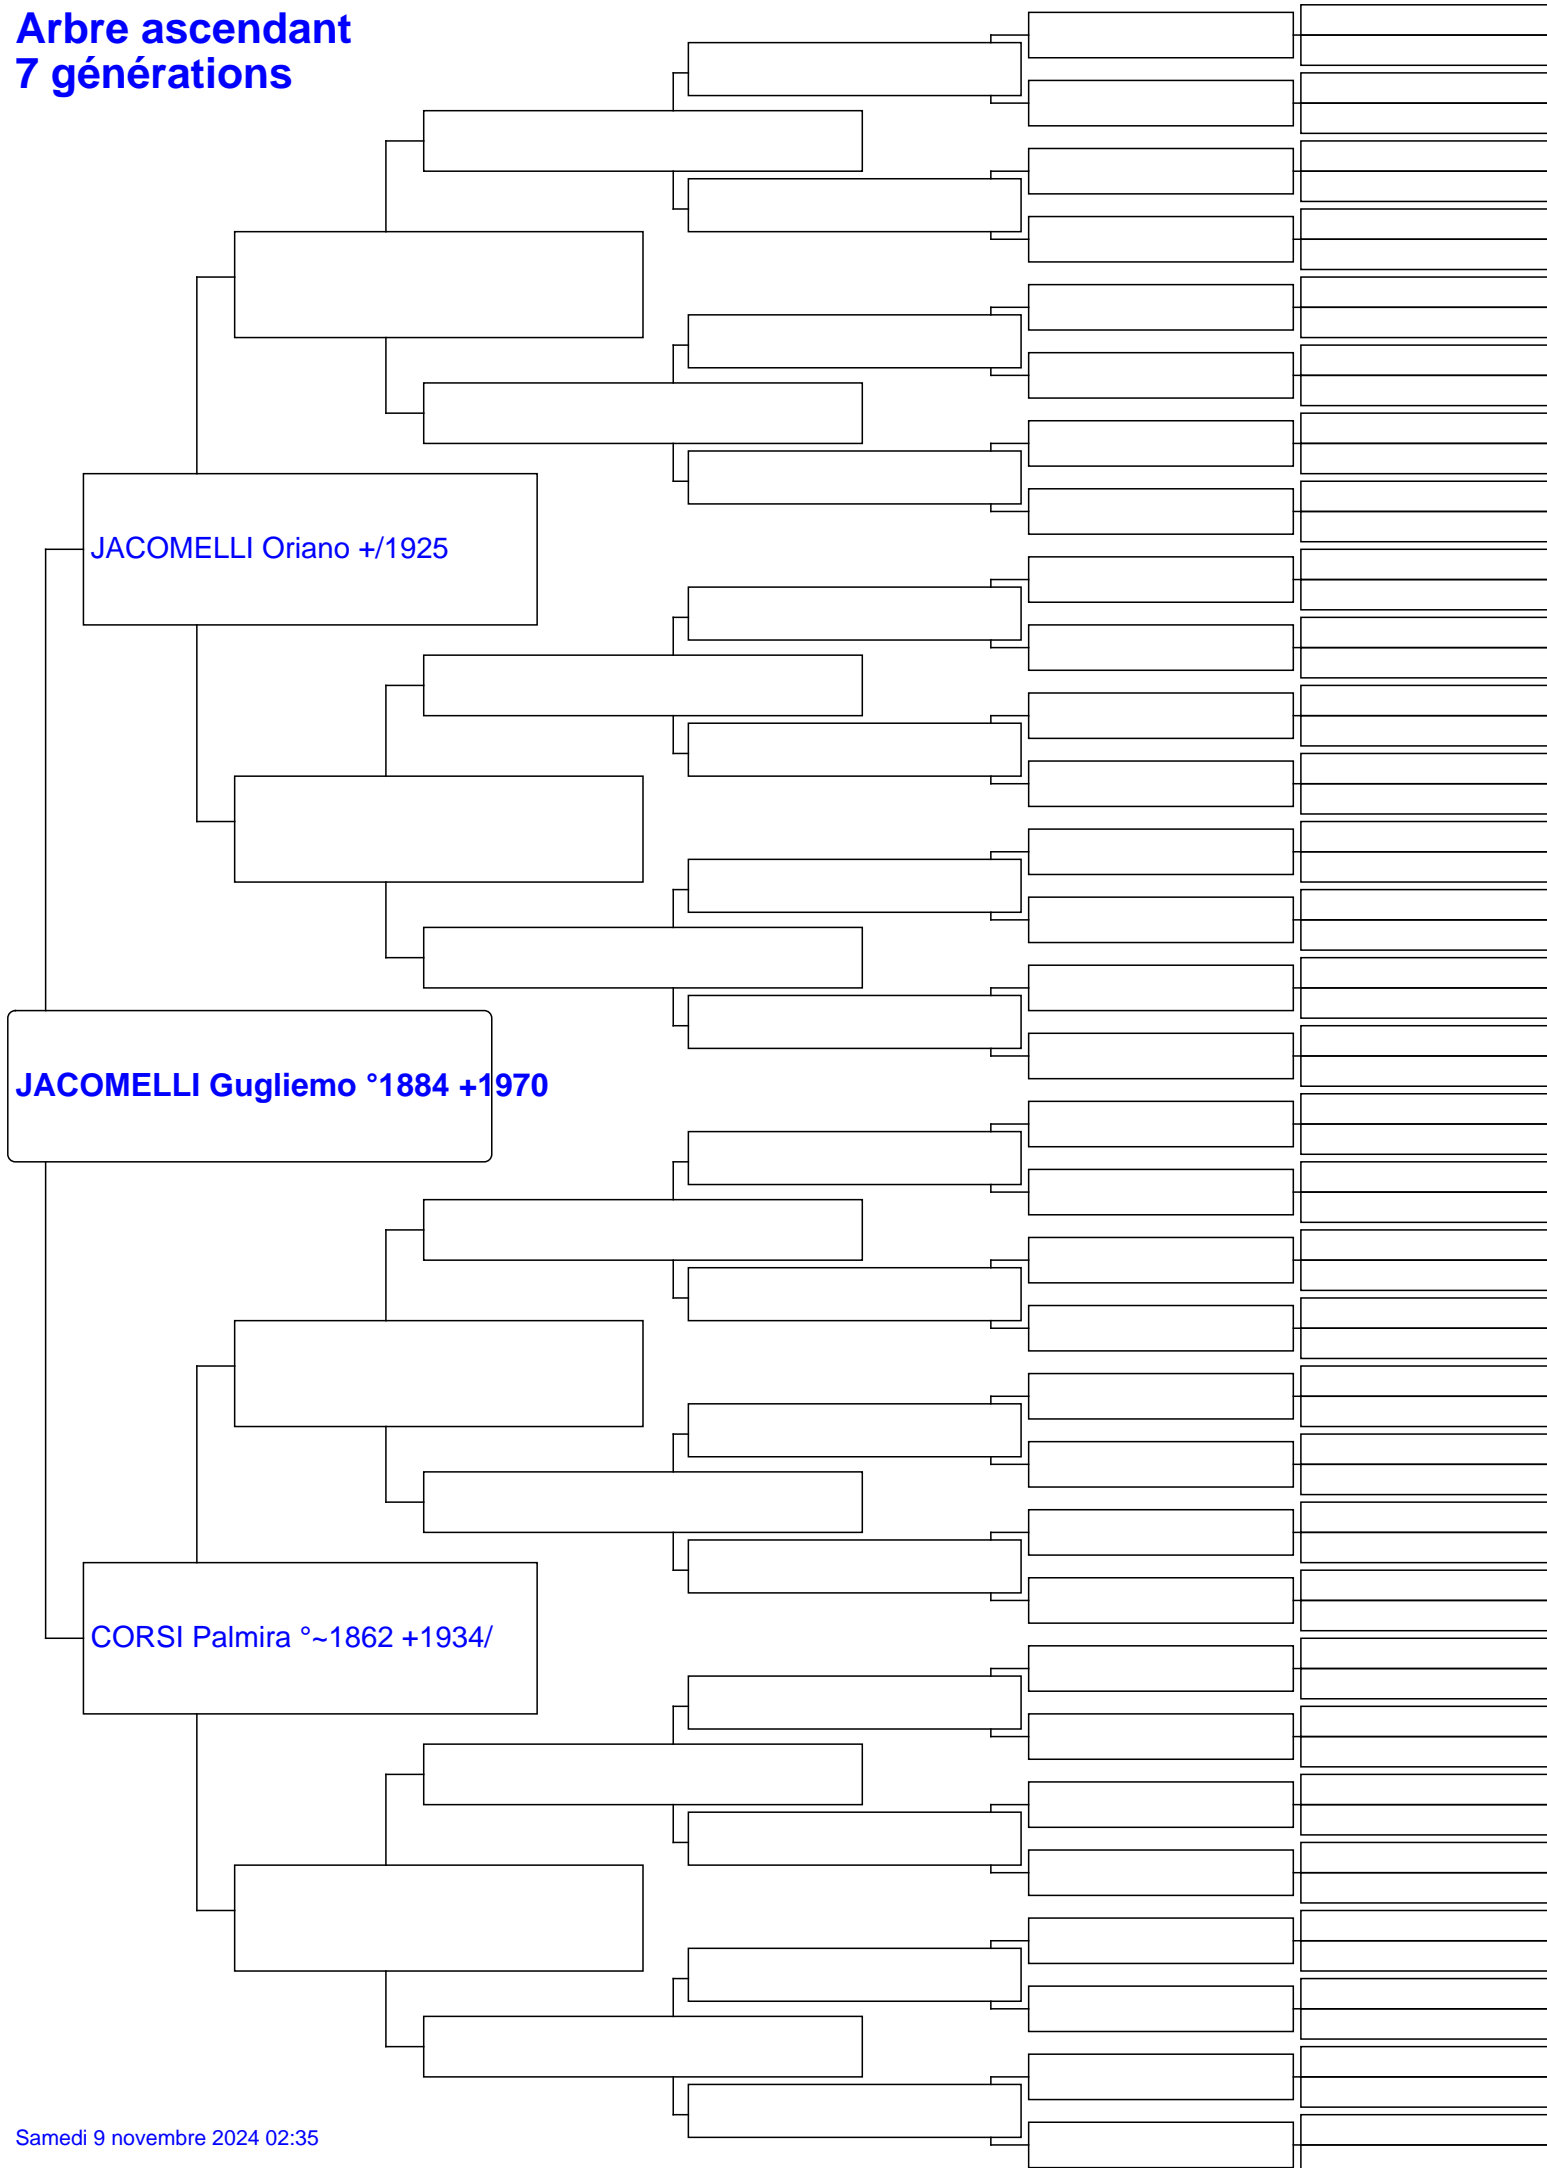 Arbre ascendant
7 générations
JACOMELLI Oriano +/1925
JACOMELLI Gugliemo °1884 +1970
CORSI Palmira °~1862 +1934/
Samedi 9 novembre 2024 02:35